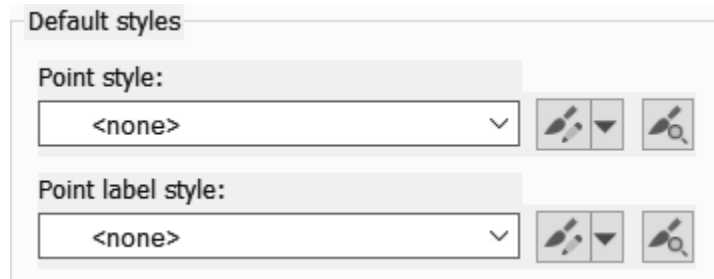 Default styles
Point style:
<none>
Point label style:
<none>